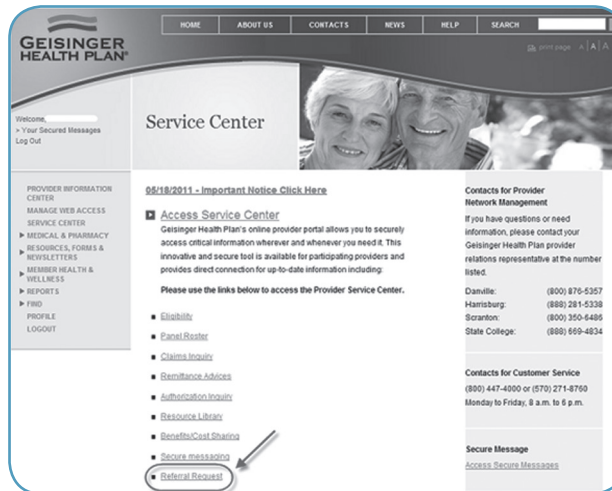 HOME ABOUT US CONTACTS NEWS HELP SEARCH
GEISINGER
HEALTH PLAN®
print page A A A
Welcome,
> Your Secured Messages
Log Out
Service Center
PROVIDER INFORMATION
CENTER
MANAGE WEB ACCESS
SERVICE CENTER
MEDICAL & PHARMACY
RESOURCES, FORMS &
NEWSLETTERS
MEMBER HEALTH &
WELLNESS
REPORTS
FIND
PROFILE
LOGOUT
05/18/2011 - Important Notice Click Here
Access Service Center
Geisinger Health Plan's online provider portal allows you to securely
access critical information wherever and whenever you need it. This
innovative and secure tool is available for participating providers and
provides direct connection for up-to-date information including:
Please use the links below to access the Provider Service Center.
Eligibility
Panel Roster
Claims Inquiry
Remittance Advices
Authorization Inquiry
Resource Library
Benefits/Cost Sharing
Secure messaging
Referral Request
Contacts for Provider
Network Management
If you have questions or need
information, please contact your
Geisinger Health Plan provider
relations representative at the number
listed.
Danville: (800) 876-5357
Harrisburg: (888) 281-5338
Scranton: (800) 350-6486
State College: (888) 669-4834
Contacts for Customer Service
(800) 447-4000 or (570) 271-8760
Monday to Friday, 8 a.m. to 6 p.m.
Secure Message
Access Secure Messages